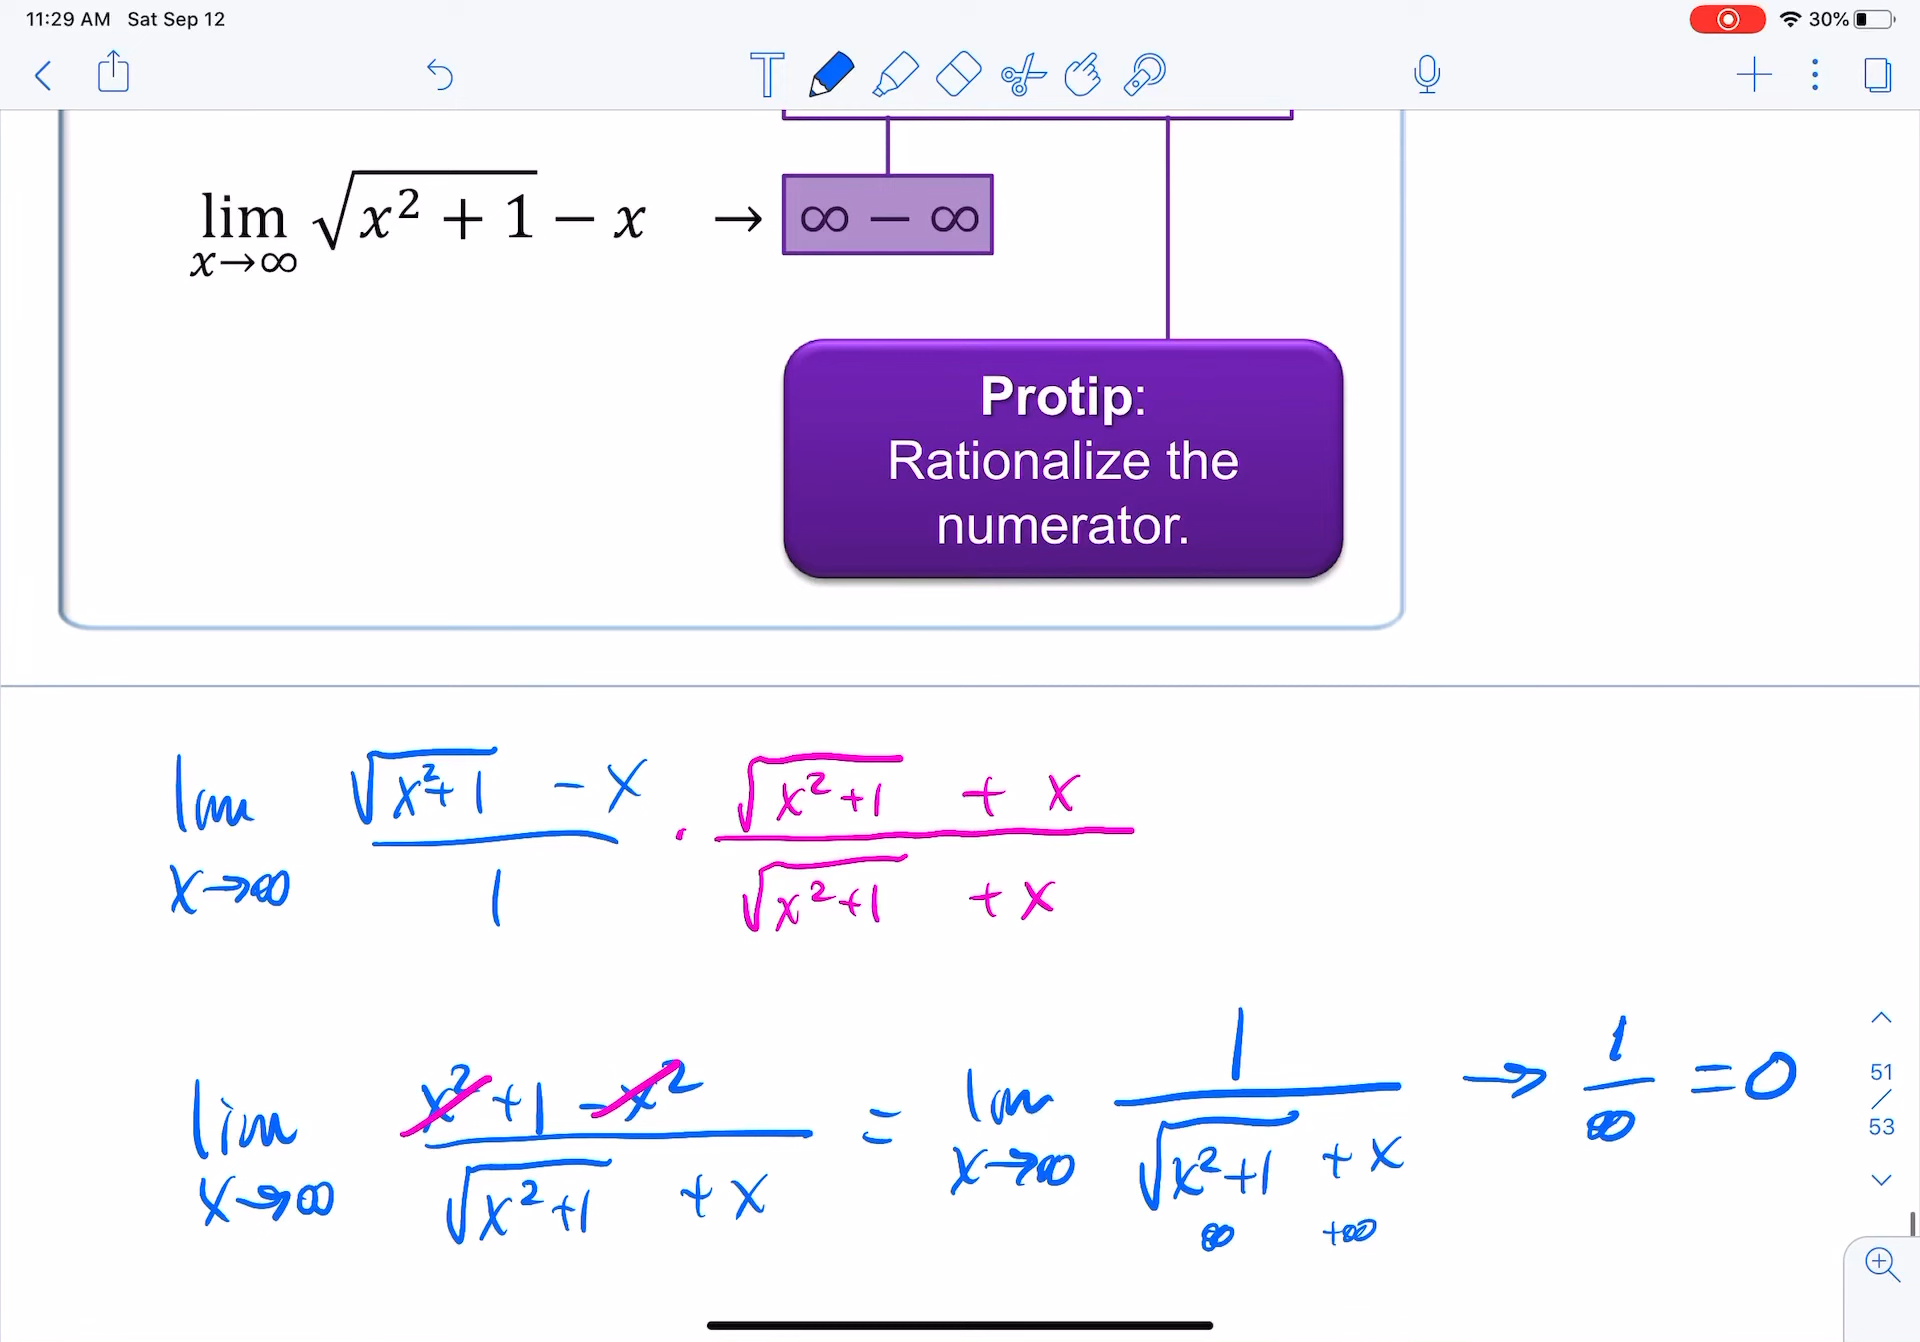 11:29 AM Sat Sep 12
30%
lim √(x² + 1) − x → ∞ − ∞
x→∞
Protip:
Rationalize the
numerator.
lim (√(x²+1) − x)/1 · (√(x²+1) + x)/(√(x²+1) + x)
x→∞
lim (x² + 1 − x²)/(√(x²+1) + x) = lim 1/(√(x²+1) + x) → 1/∞ = 0
x→∞ x→∞
∞ +∞
51
/
53